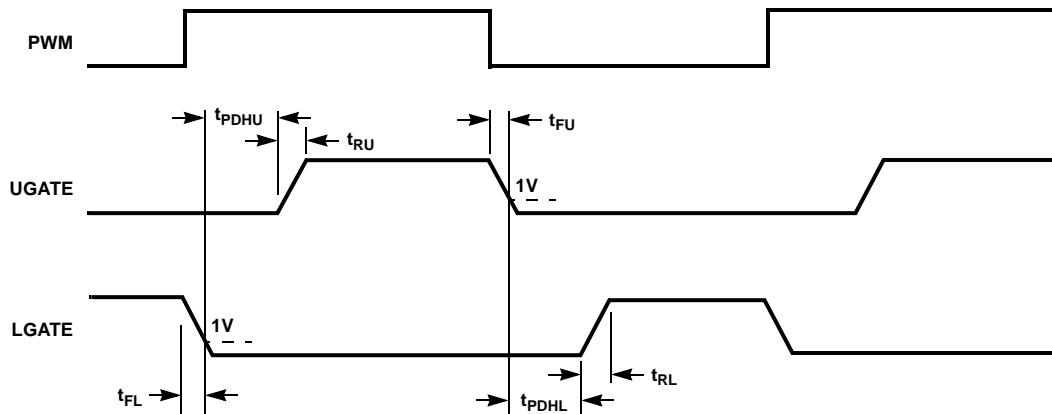 PWM
tPDHU
tRU
tFU
UGATE
1V
LGATE
1V
tFL
tRL
tPDHL